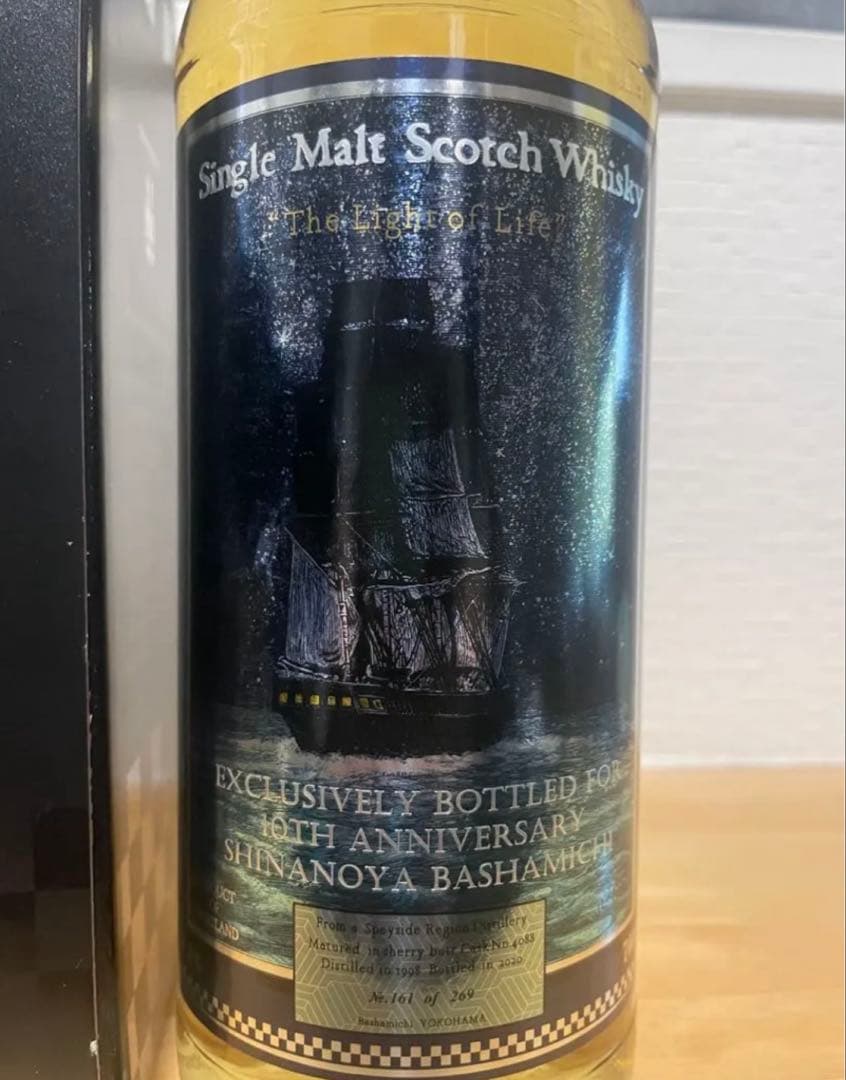 Single Malt Scotch Whisky
"The Light of Life"
EXCLUSIVELY BOTTLED FOR
10TH ANNIVERSARY
SHINANOYA BASHAMICHI
From a Speyside Region Distillery
Matured in sherry butt Cask No.4088
Distilled in 1998 Bottled in 2020
№.161 of 269
Bashamichi YOKOHAMA